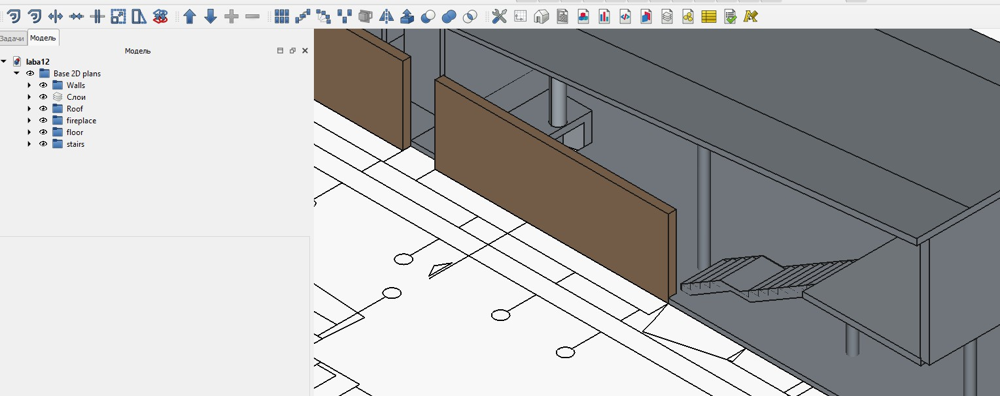 Задачи
Модель
Модель
laba12
Base 2D plans
Walls
Слои
Roof
fireplace
floor
stairs